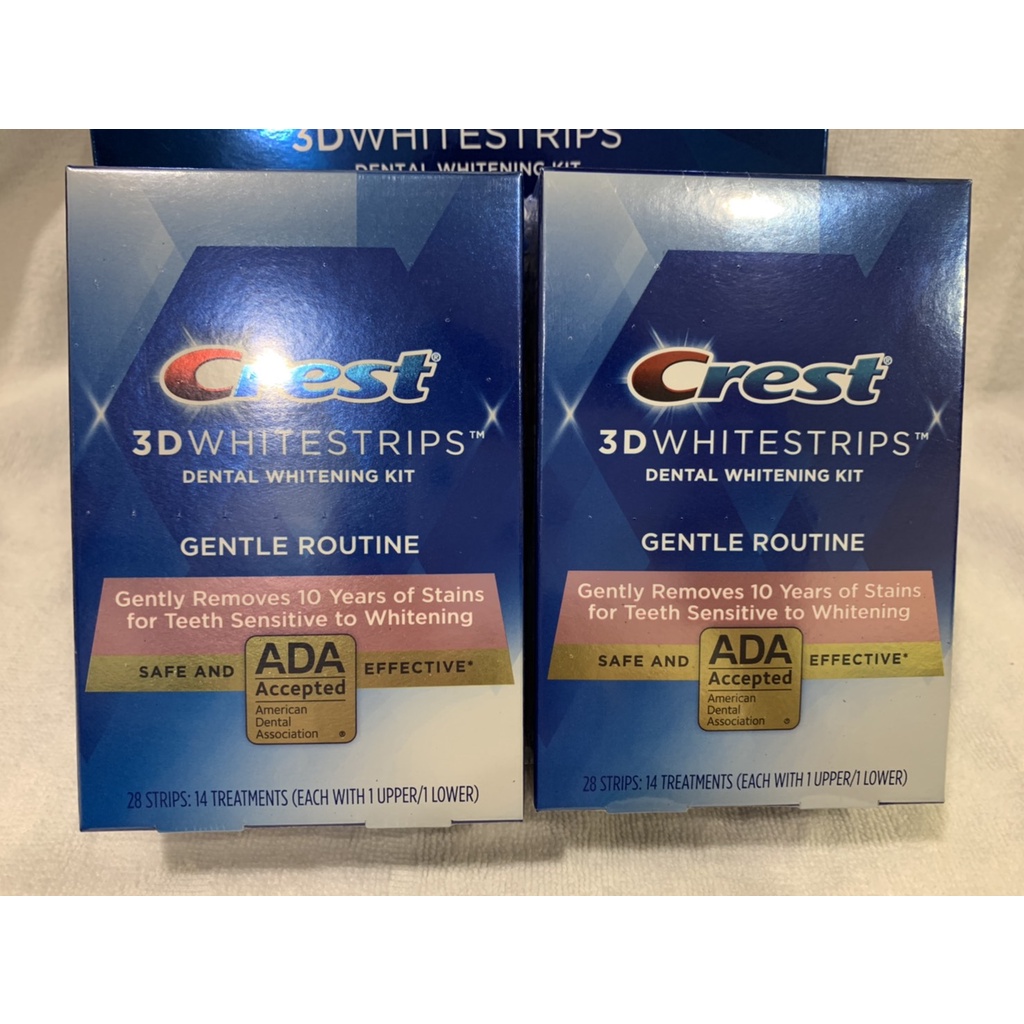 3DWHITESTRIPS
DENTAL WHITENING KIT
Crest®
3DWHITESTRIPS™
DENTAL WHITENING KIT
GENTLE ROUTINE
Gently Removes 10 Years of Stains
for Teeth Sensitive to Whitening
SAFE AND ADA EFFECTIVE*
Accepted
American
Dental
Association ®
28 STRIPS: 14 TREATMENTS (EACH WITH 1 UPPER/1 LOWER)
Crest®
3DWHITESTRIPS™
DENTAL WHITENING KIT
GENTLE ROUTINE
Gently Removes 10 Years of Stains
for Teeth Sensitive to Whitening
SAFE AND ADA EFFECTIVE*
Accepted
American
Dental
Association ®
28 STRIPS: 14 TREATMENTS (EACH WITH 1 UPPER/1 LOWER)